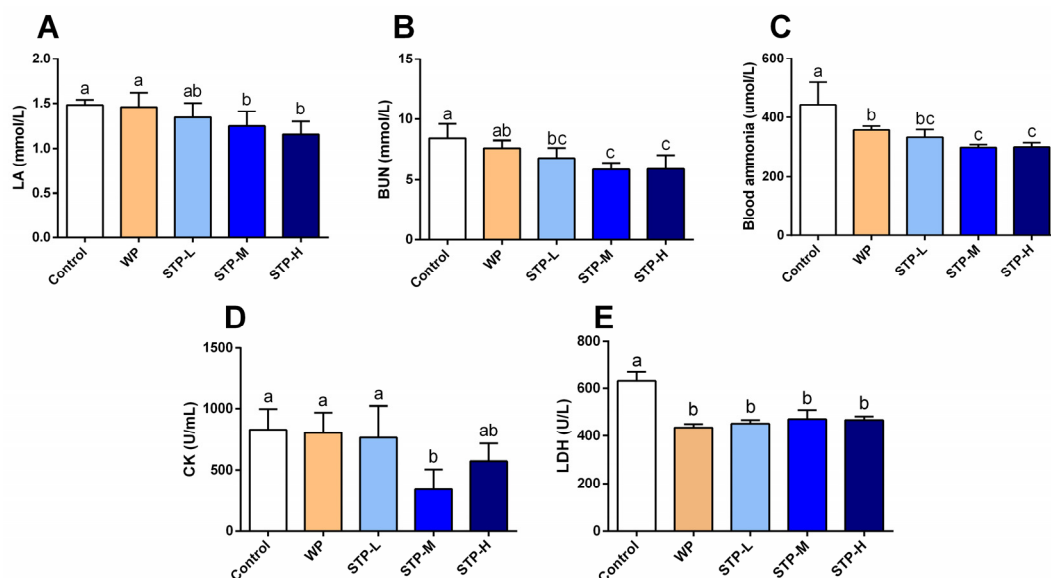 A
LA (mmol/L)
2.0
1.5
1.0
0.5
0.0
a
a
ab
b
b
Control
WP
STP-L
STP-M
STP-H
B
BUN (mmol/L)
15
10
5
0
a
ab
bc
c
c
Control
WP
STP-L
STP-M
STP-H
C
Blood ammonia (umol/L)
600
400
200
0
a
b
bc
c
c
Control
WP
STP-L
STP-M
STP-H
D
CK (U/mL)
1500
1000
500
0
a
a
a
b
ab
Control
WP
STP-L
STP-M
STP-H
E
LDH (U/L)
800
600
400
200
0
a
b
b
b
b
Control
WP
STP-L
STP-M
STP-H